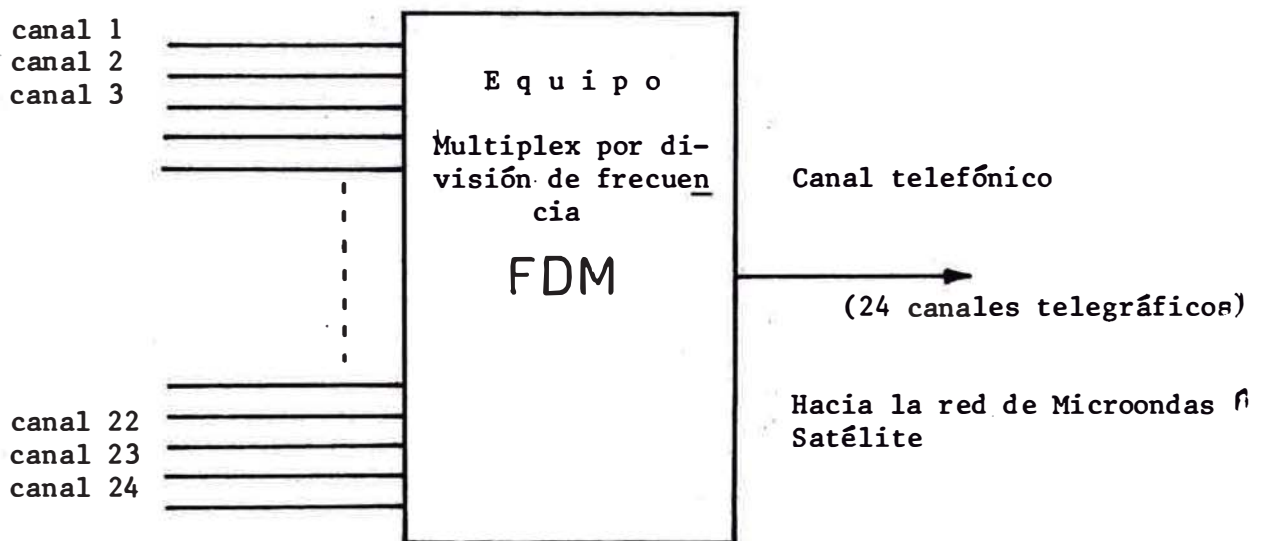 canal 1
canal 2
canal 3
E q u i p o
Multiplex por di-
visión de frecuen
cia
FDM
Canal telefónico
(24 canales telegráficos)
Hacia la red de Microondas
Satélite
canal 22
canal 23
canal 24